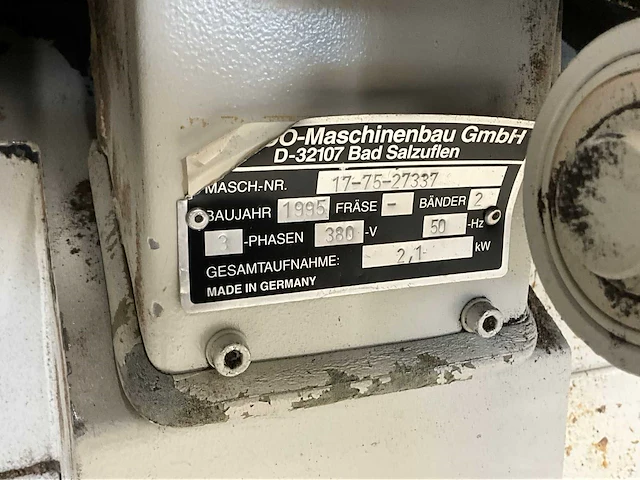 -Maschinenbau GmbH
D-32107 Bad Salzuflen
MASCH-NR. 17-75-27337
BAUJAHR 1995 FRÄSE - BÄNDER 2
3 -PHASEN 380 -V 50 -Hz
GESAMTAUFNAHME: 2,1 kW
MADE IN GERMANY